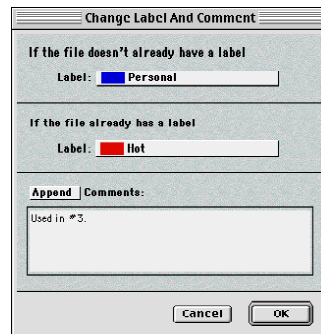 Change Label And Comment
If the file doesn't already have a label
Label: Personal
If the file already has a label
Label: Hot
Append Comments:
Used in #3.
Cancel OK